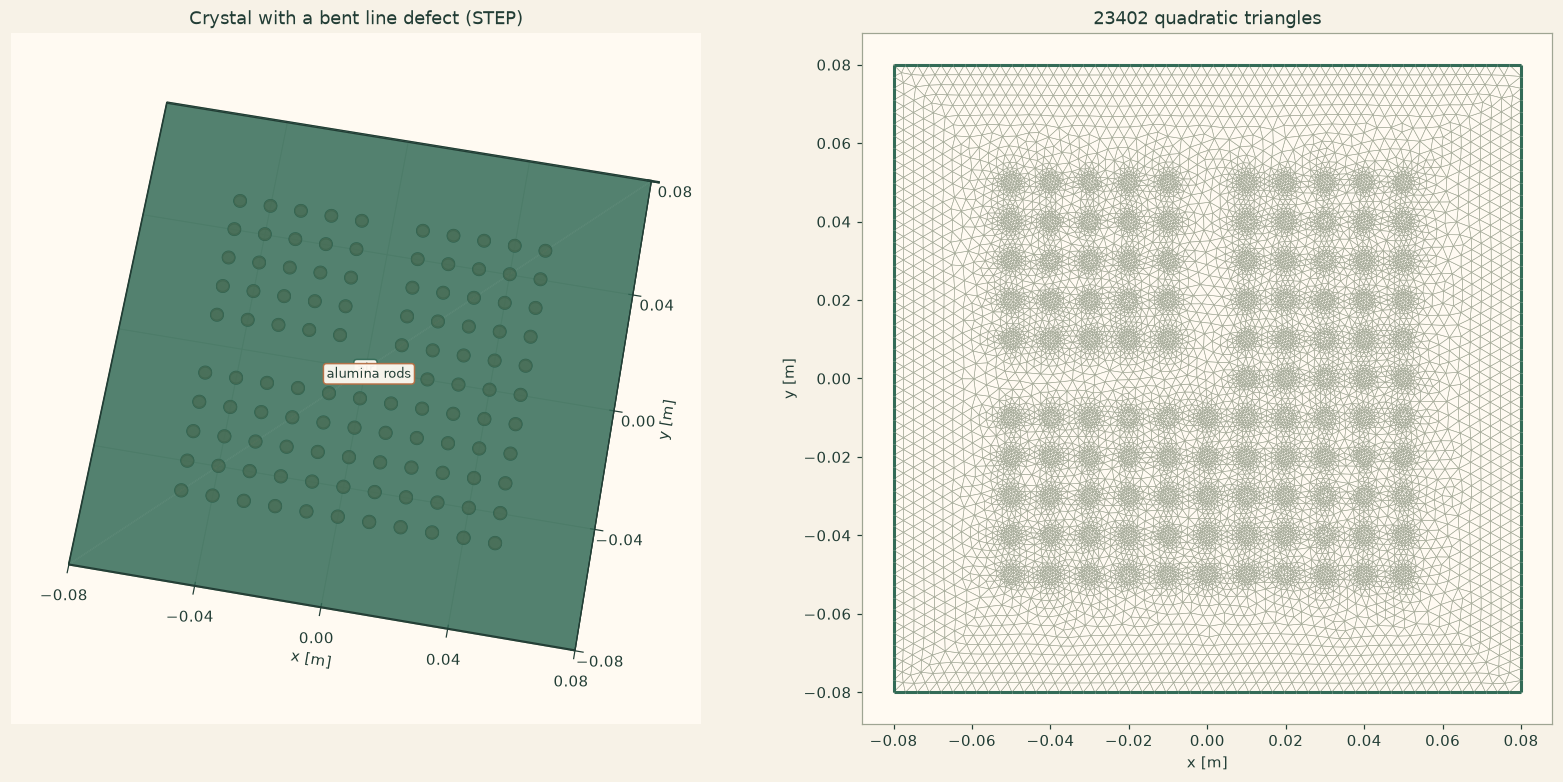 Crystal with a bent line defect (STEP)
0.08
0.04
alumina rods
0.00
y [m]
−0.04
−0.08
−0.04
0.00
x [m]
0.04
−0.08
0.08
23402 quadratic triangles
0.08
0.06
0.04
0.02
0.00
y [m]
−0.02
−0.04
−0.06
−0.08
−0.08 −0.06 −0.04 −0.02 0.00 0.02 0.04 0.06 0.08
x [m]